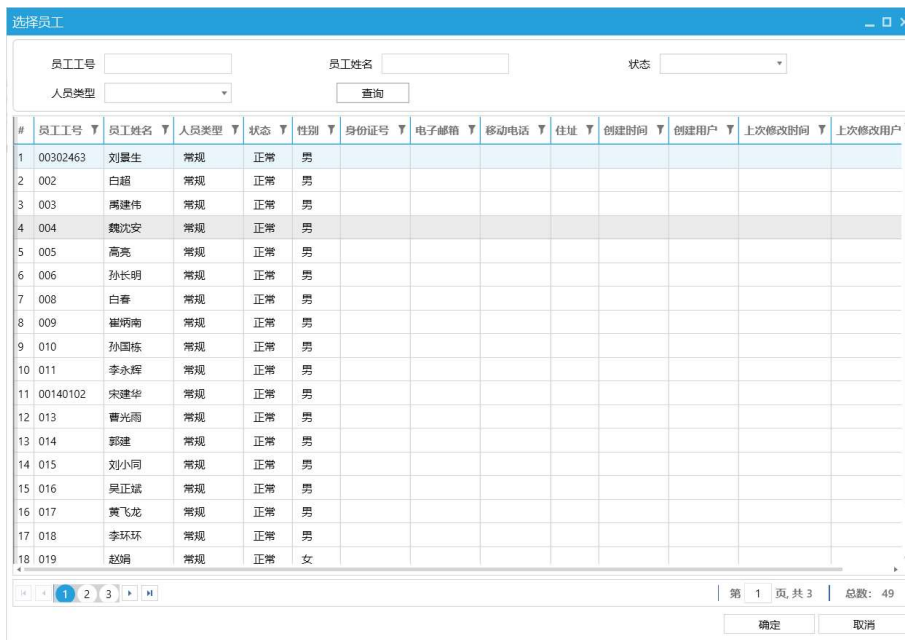 选择员工
员工工号 员工姓名 状态
人员类型 查询
# 员工工号 员工姓名 人员类型 状态 性别 身份证号 电子邮箱 移动电话 住址 创建时间 创建用户 上次修改时间 上次修改用户
1 00302463 刘景生 常规 正常 男
2 002 白超 常规 正常 男
3 003 禹建伟 常规 正常 男
4 004 魏沈安 常规 正常 男
5 005 高亮 常规 正常 男
6 006 孙长明 常规 正常 男
7 008 白春 常规 正常 男
8 009 崔炳南 常规 正常 男
9 010 孙国栋 常规 正常 男
10 011 李永辉 常规 正常 男
11 00140102 宋建华 常规 正常 男
12 013 曹光雨 常规 正常 男
13 014 郭建 常规 正常 男
14 015 刘小同 常规 正常 男
15 016 吴正斌 常规 正常 男
16 017 黄飞龙 常规 正常 男
17 018 李环环 常规 正常 男
18 019 赵娟 常规 正常 女
1 2 3 第 1 页,共 3 总数: 49
确定 取消